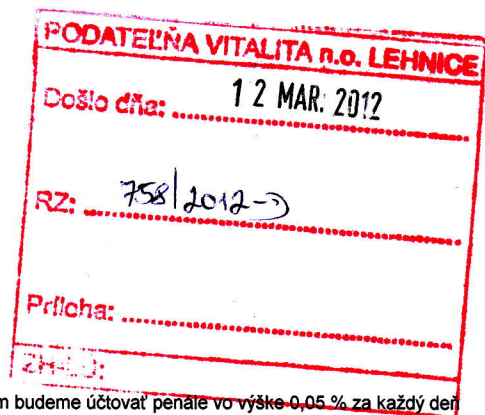 PODATEĽŇA VITALITA n.o. LEHNICE
Došlo dňa: 12 MAR. 2012
RZ: 758/2012
Príloha:
m budeme účtovať penále vo výške 0,05 % za každý deň